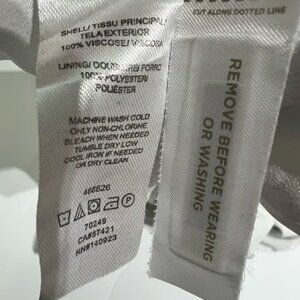 SHELL/TISSU PRINCIPAL/
TELA EXTERIOR
100% VISCOSE/VISCOSA
LINING/DOUBLURE/FORRO
100% POLYESTER/
POLIÉSTER
MACHINE WASH COLD
ONLY NON-CHLORINE
BLEACH WHEN NEEDED
TUMBLE DRY LOW
COOL IRON IF NEEDED
OR DRY CLEAN
466826
70249
CA#57421
RN#140923
CUT ALONG DOTTED LINE
REMOVE BEFORE WEARING
OR WASHING